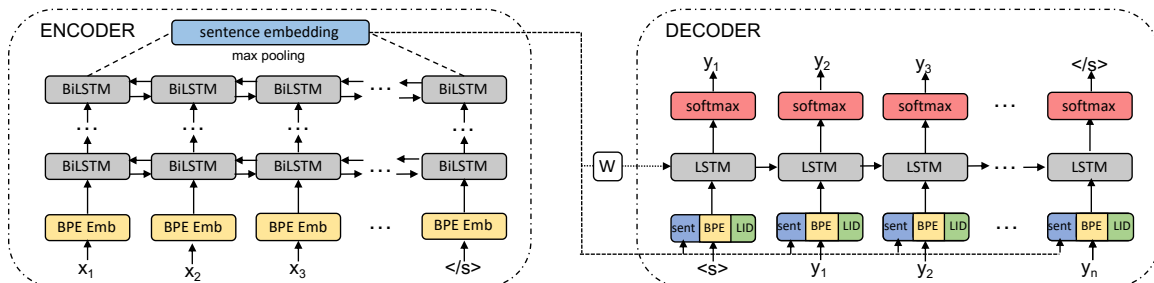 ENCODER
sentence embedding
max pooling
BiLSTM BiLSTM BiLSTM ... BiLSTM
... ... ... ...
BiLSTM BiLSTM BiLSTM ... BiLSTM
BPE Emb BPE Emb BPE Emb ... BPE Emb
x1 x2 x3 </s>
W
DECODER
y1 y2 y3 </s>
softmax softmax softmax ... softmax
LSTM LSTM LSTM ... LSTM
sent BPE LID sent BPE LID sent BPE LID ... sent BPE LID
<s> y1 y2 yn